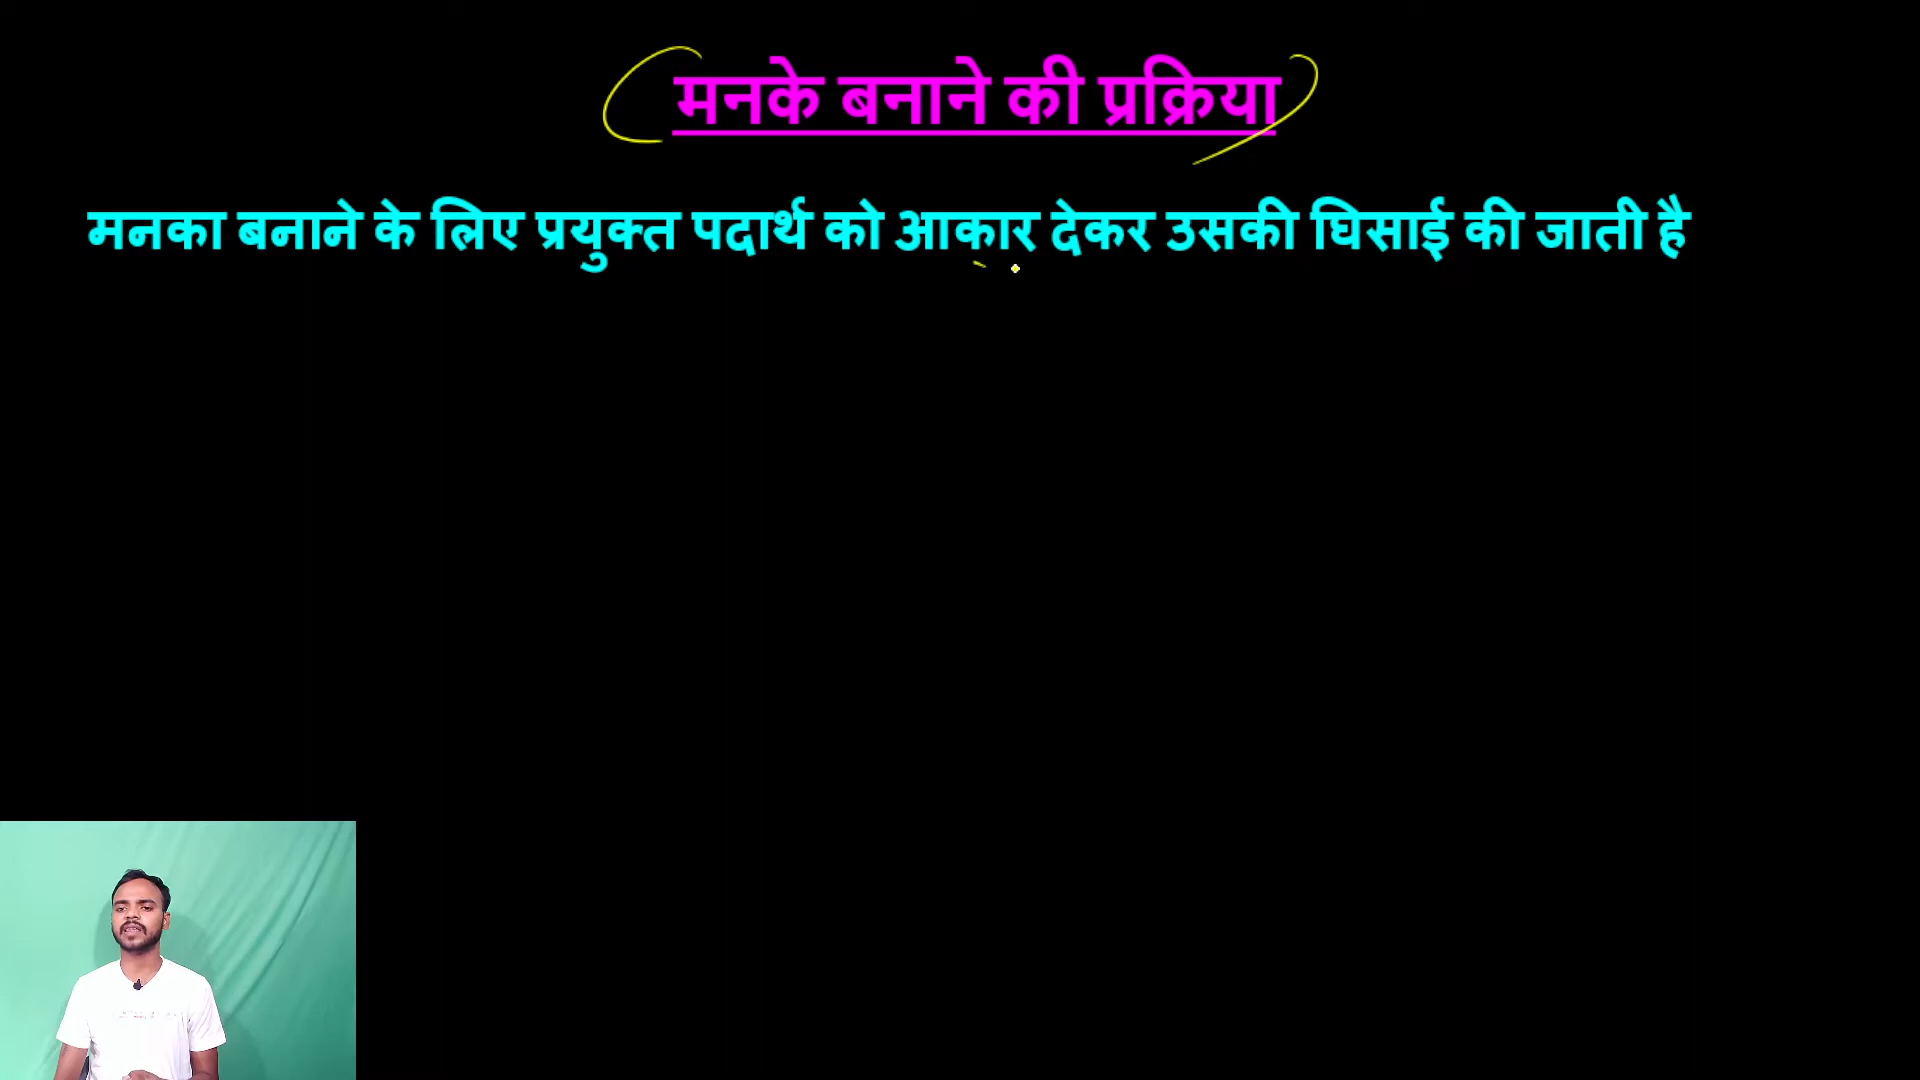 मनके बनाने की प्रक्रिया
मनका बनाने के लिए प्रयुक्त पदार्थ को आकार देकर उसकी घिसाई की जाती है